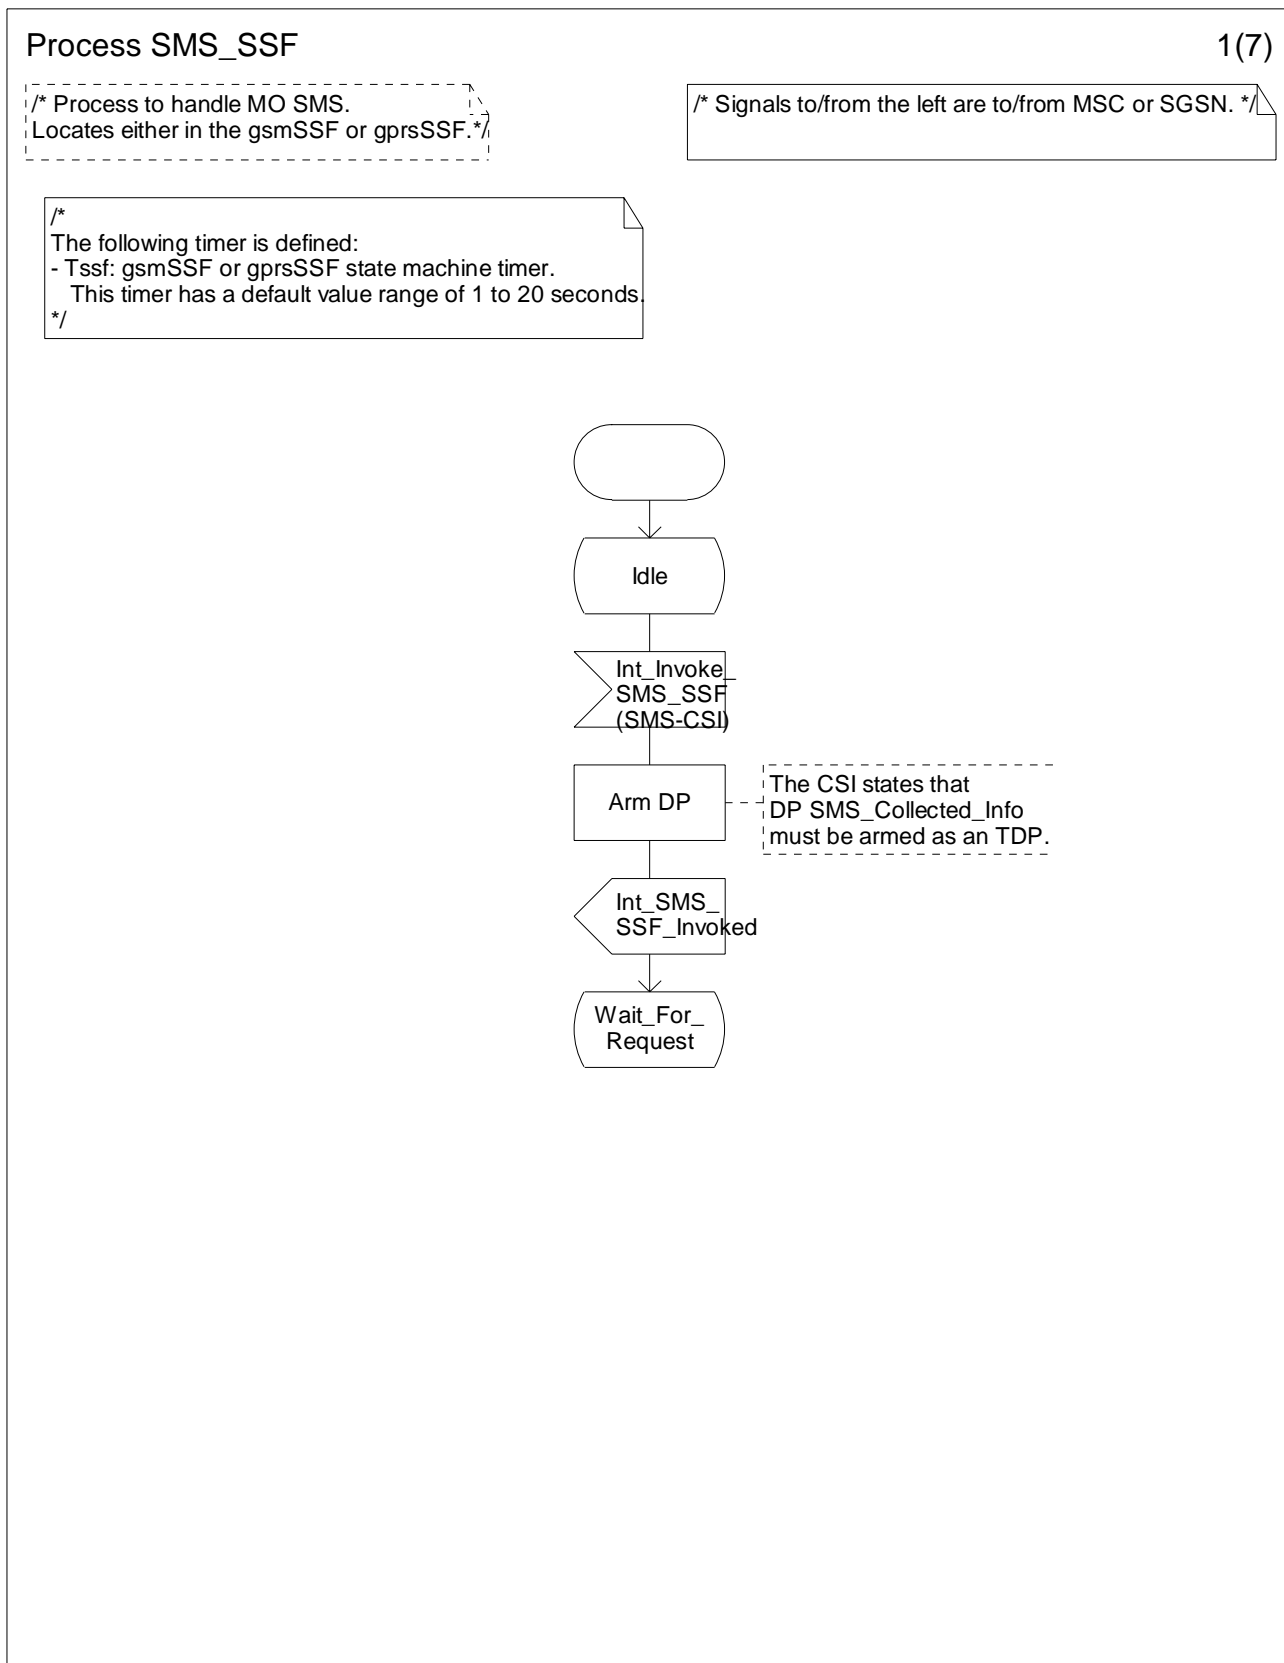 Process SMS_SSF
1(7)
/* Process to handle MO SMS.
Locates either in the gsmSSF or gprsSSF.*/
/* Signals to/from the left are to/from MSC or SGSN. */
/*
The following timer is defined:
- Tssf: gsmSSF or gprsSSF state machine timer.
This timer has a default value range of 1 to 20 seconds.
*/
Idle
Int_Invoke_
SMS_SSF
(SMS-CSI)
Arm DP
The CSI states that
DP SMS_Collected_Info
must be armed as an TDP.
Int_SMS_
SSF_Invoked
Wait_For_
Request